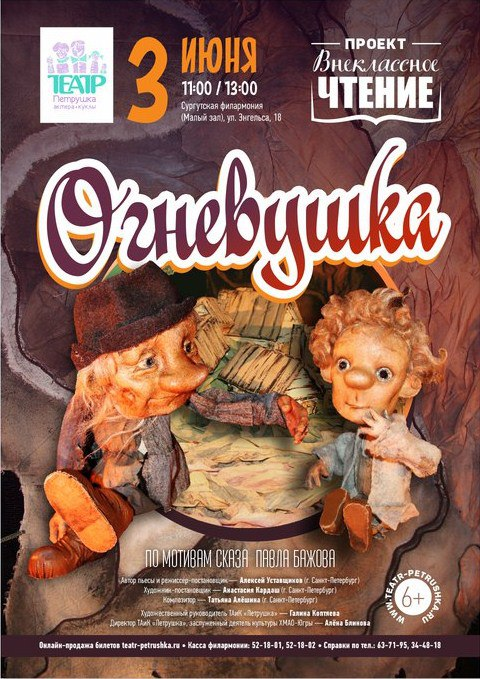 ТЕАТР
Петрушка
актера и куклы
3
ИЮНЯ
11:00 / 13:00
Сургутская филармония
(Малый зал), ул. Энгельса, 18
ПРОЕКТ
Внеклассное
ЧТЕНИЕ
Огневушка
ПО МОТИВАМ СКАЗА ПАВЛА БАЖОВА
Автор пьесы и режиссер-постановщик — Алексей Уставщиков (г. Санкт-Петербург)
Художник-постановщик — Анастасия Кардаш (г. Санкт-Петербург)
Композитор — Татьяна Алёшина (г. Санкт-Петербург)
Художественный руководитель ТАиК «Петрушка» — Галина Коптяева
Директор ТАиК «Петрушка», заслуженный деятель культуры ХМАО-Югры — Алёна Блинова
WWW.TEATR-PETRUSHKA.RU
6+
Онлайн-продажа билетов teatr-petrushka.ru • Касса филармонии: 52-18-01, 52-18-02 • Справки по тел.: 63-71-95, 34-48-18